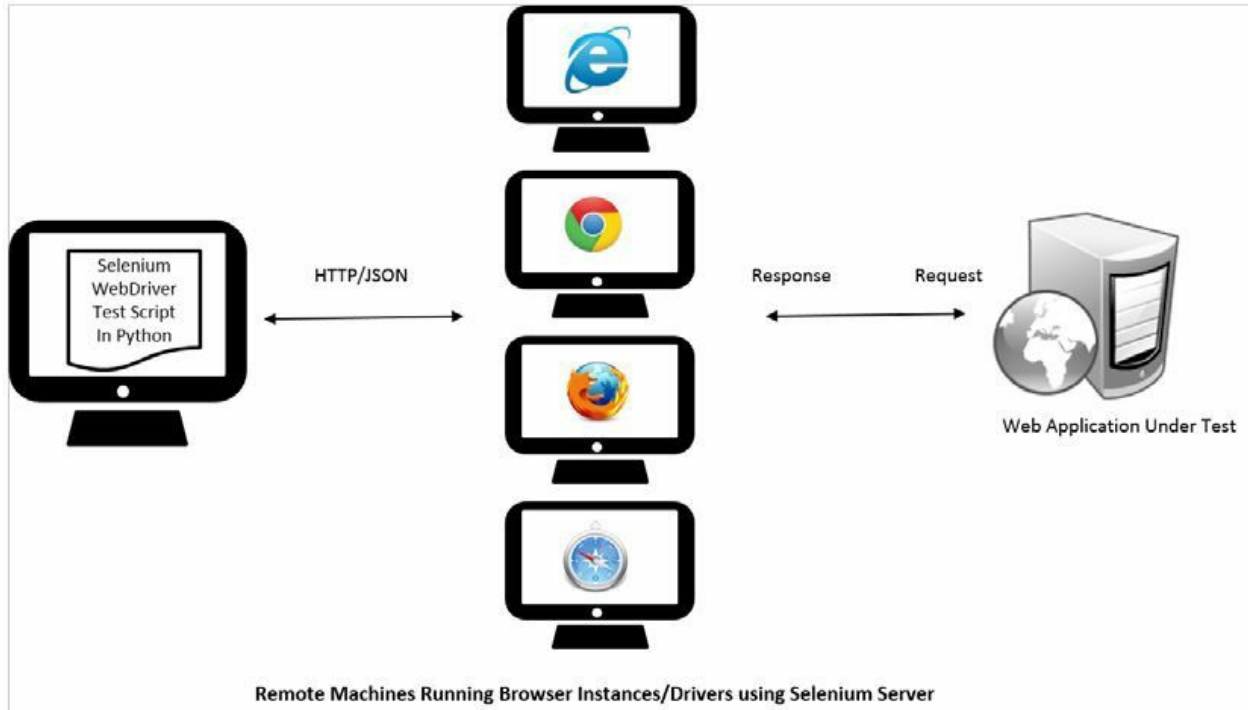 Selenium
WebDriver
Test Script
In Python
HTTP/JSON
Response
Request
Web Application Under Test
Remote Machines Running Browser Instances/Drivers using Selenium Server